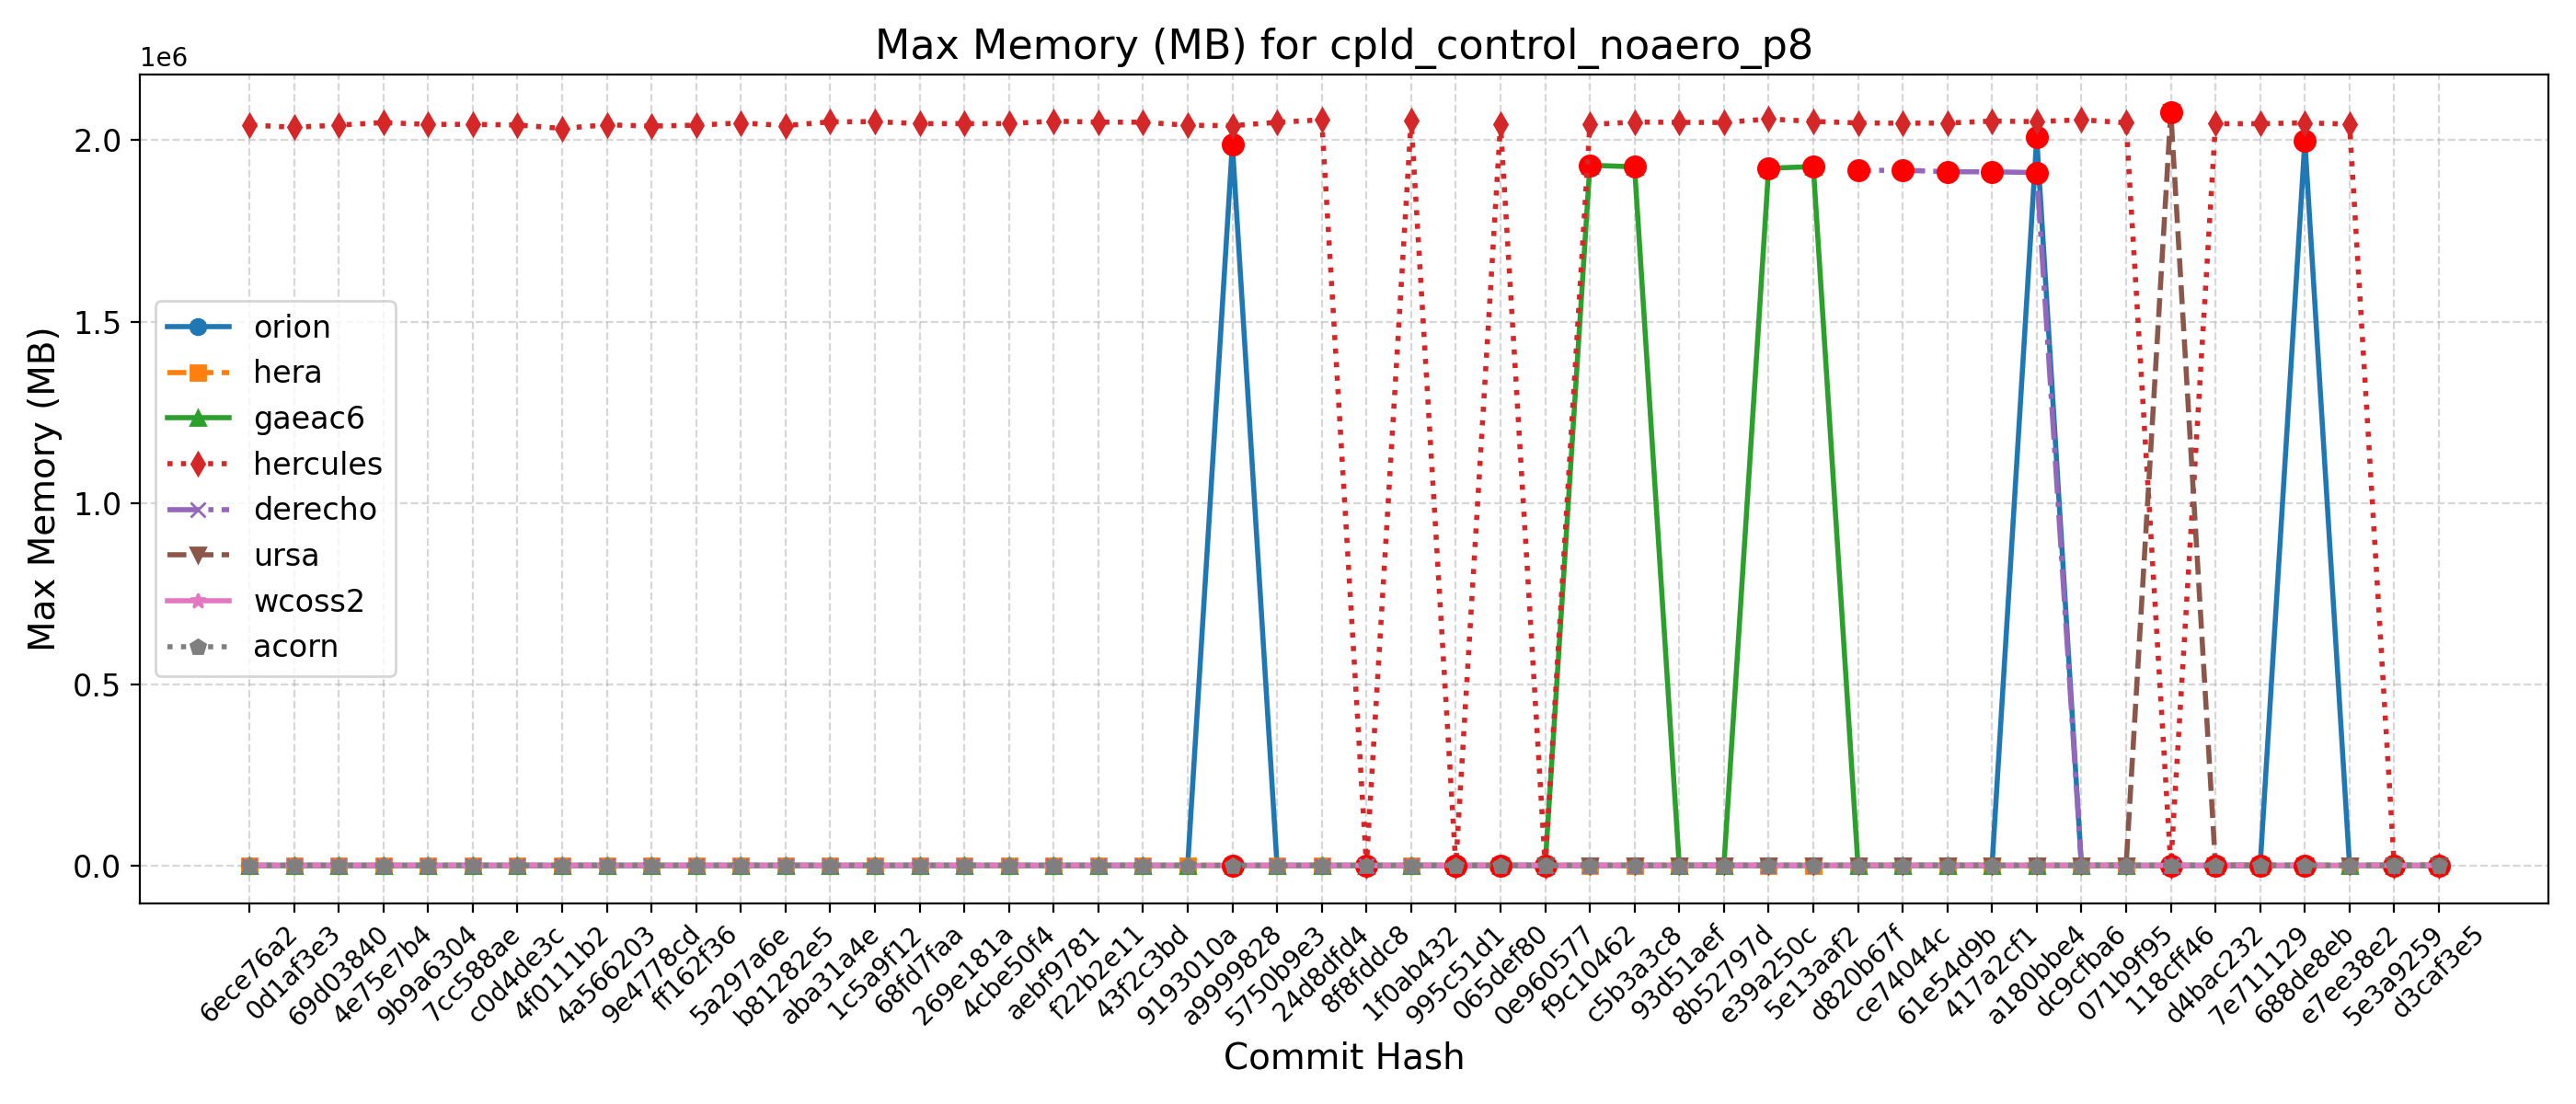 Max Memory (MB) for cpld_control_noaero_p8
1e6
2.0
1.5
1.0
0.5
0.0
Max Memory (MB)
orion
hera
gaeac6
hercules
derecho
ursa
wcoss2
acorn
6ece76a2
0d1af3e3
69d03840
4e75e7b4
9b9a6304
7cc588ae
c0d4de3c
4f0111b2
4a566203
9e4778cd
ff162f36
5a297a6e
b81282e5
aba31a4e
1c5a9f12
68fd7faa
269e181a
4cbe50f4
aebf9781
f22b2e11
43f2c3bd
9193010a
a9999828
5750b9e3
24d8dfd4
8f8fddc8
1f0ab432
995c51d1
065def80
0e960577
f9c10462
c5b3a3c8
93d51aef
8b52797d
e39a250c
5e13aaf2
d820b67f
ce74044c
61e54d9b
417a2cf1
a180bbe4
dc9cfba6
071b9f95
118cff46
d4bac232
7e711129
688de8eb
e7ee38e2
5e3a9259
d3caf3e5
Commit Hash